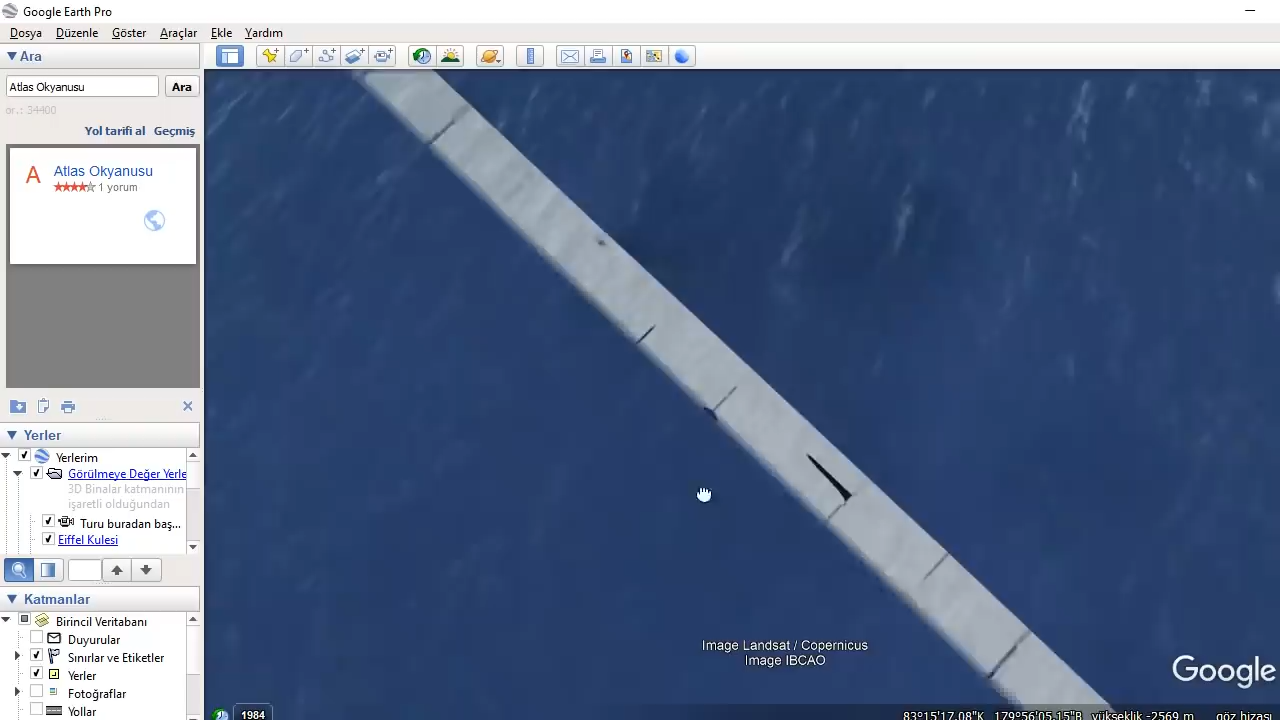 Google Earth Pro
Dosya Düzenle Göster Araçlar Ekle Yardım
Ara
Atlas Okyanusu Ara
ör.: 34400
Yol tarifi al Geçmiş
A Atlas Okyanusu
1 yorum
Yerler
Yerlerim
Görülmeye Değer Yerle
3D Binalar katmanının
işaretli olduğundan
Turu buradan baş...
Eiffel Kulesi
Katmanlar
Birincil Veritabanı
Duyurular
Sınırlar ve Etiketler
Yerler
Fotoğraflar
Yollar
Image Landsat / Copernicus
Image IBCAO
Google
1984
83°15'17.08"K 179°56'05.15"B yükseklik -2569 m göz hizası